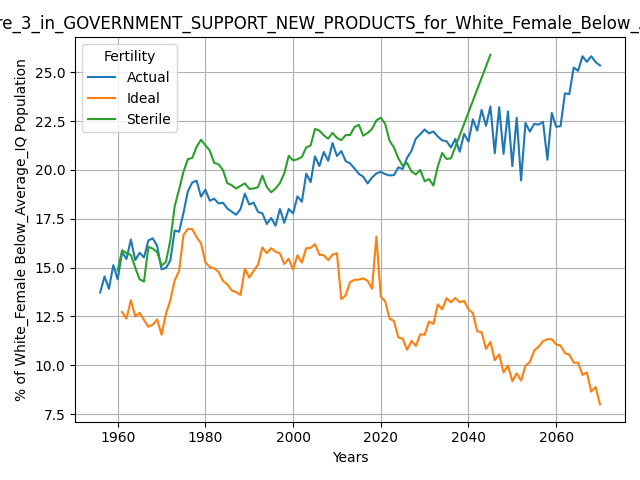 re_3_in_GOVERNMENT_SUPPORT_NEW_PRODUCTS_for_White_Female_Below_
Fertility
Actual
Ideal
Sterile
% of White_Female Below_Average_IQ Population
25.0
22.5
20.0
17.5
15.0
12.5
10.0
7.5
1960
1980
2000
2020
2040
2060
Years